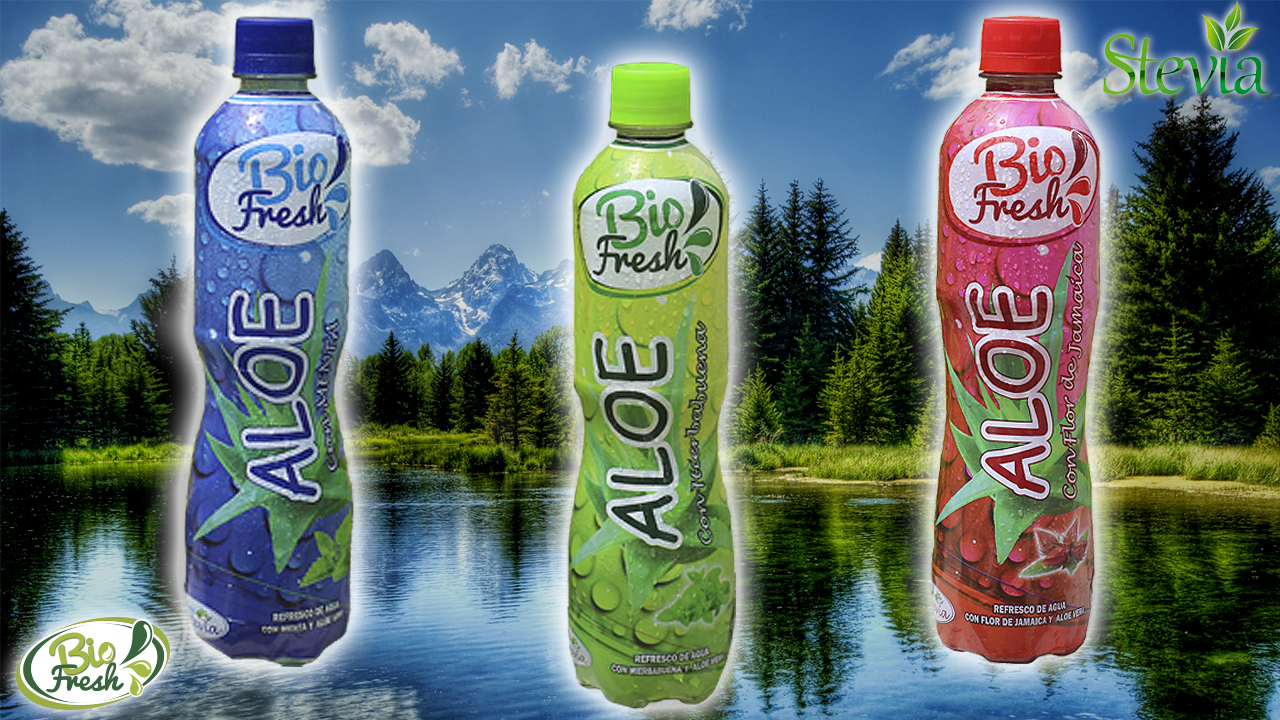 Bio
Fresh
ALOE
Con MENTA
REFRESCO DE AGUA
CON MENTA Y ALOE VERA
Bio
Fresh
ALOE
Con Hierbabuena
REFRESCO DE AGUA
CON HIERBABUENA Y ALOE VERA
Bio
Fresh
ALOE
Con Flor de Jamaica
REFRESCO DE AGUA
CON FLOR DE JAMAICA Y ALOE VERA
Stevia
Bio
Fresh